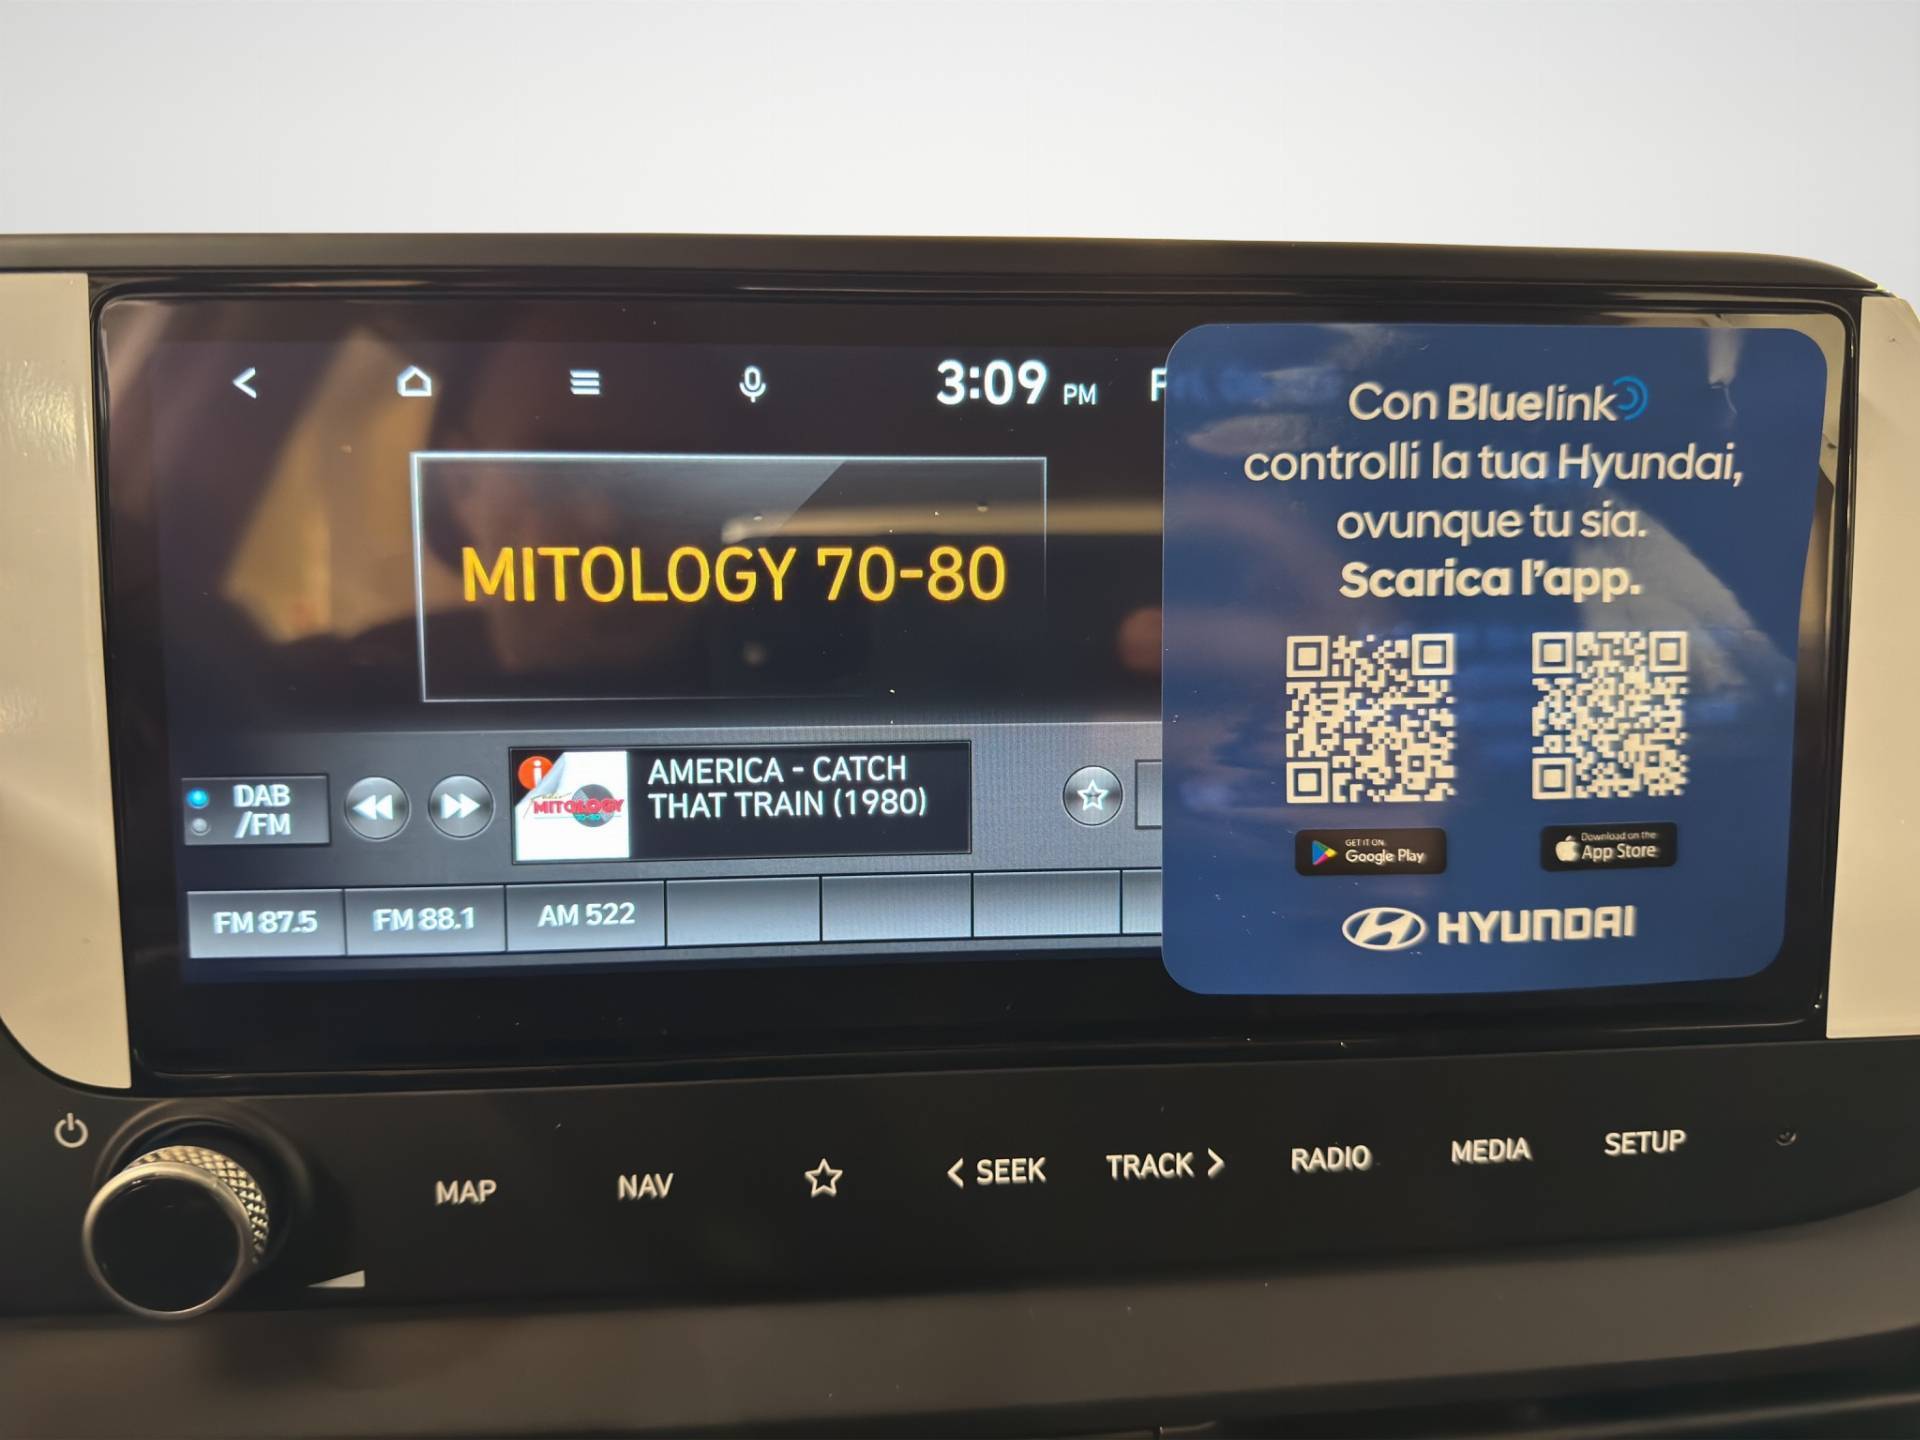 3:09 PM
MITOLOGY 70-80
DAB
/FM
MITOLOGY
70-80
AMERICA - CATCH
THAT TRAIN (1980)
FM 87.5
FM 88.1
AM 522
Con Bluelink
controlli la tua Hyundai,
ovunque tu sia.
Scarica l'app.
GET IT ON
Google Play
Download on the
App Store
HYUNDAI
MAP
NAV
< SEEK
TRACK >
RADIO
MEDIA
SETUP